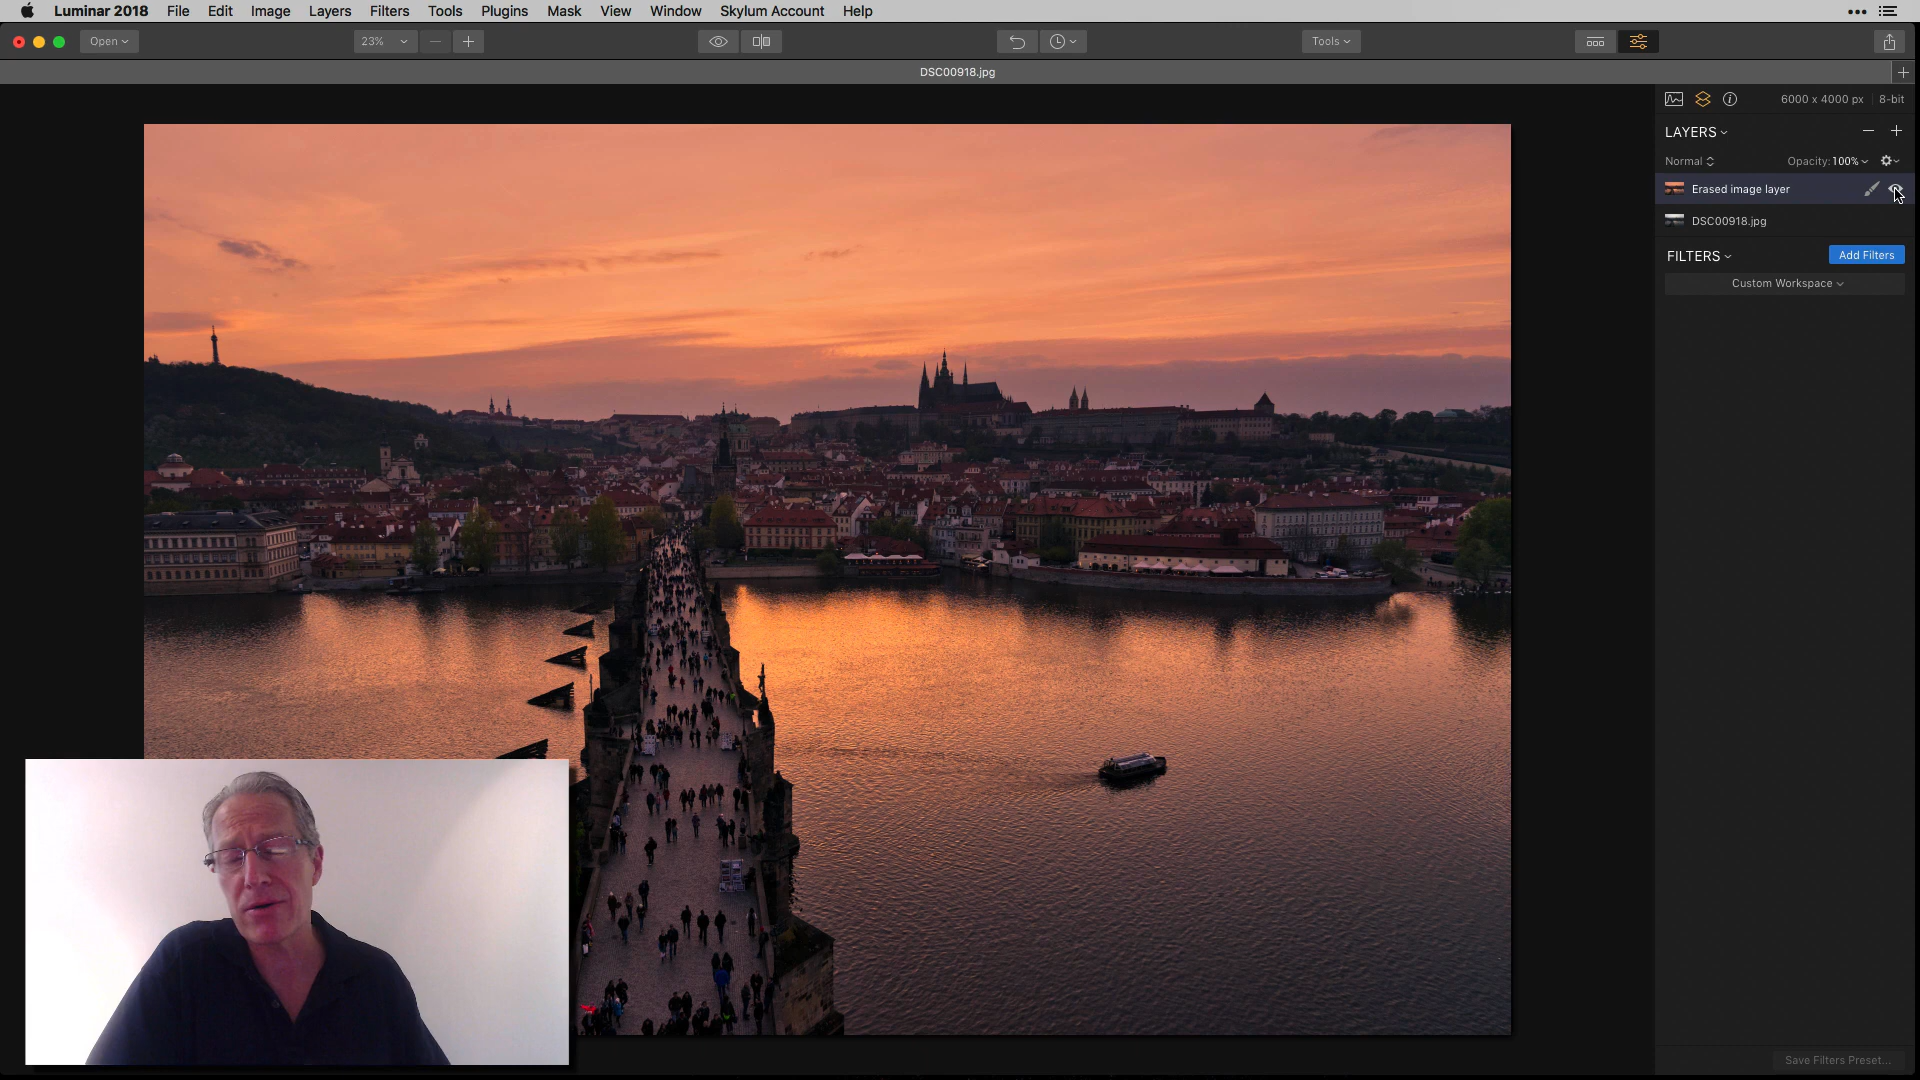 Luminar 2018 File Edit Image Layers Filters Tools Plugins Mask View Window Skylum Account Help
Open 23% Tools
DSC00918.jpg
6000 x 4000 px 8-bit
LAYERS
Normal Opacity: 100%
Erased image layer
DSC00918.jpg
FILTERS Add Filters
Custom Workspace
Save Filters Preset...